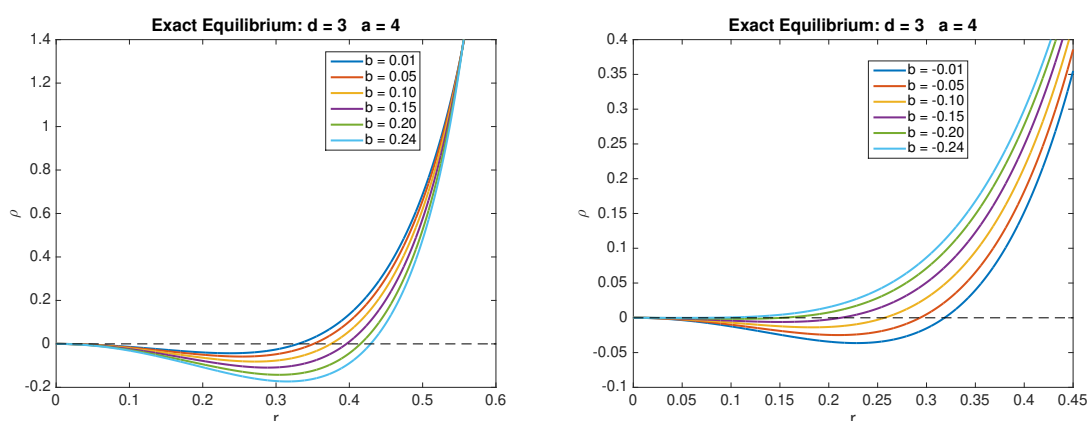 Exact Equilibrium: d = 3 a = 4
1.4
1.2
1
0.8
0.6
0.4
0.2
0
-0.2
ρ
b = 0.01
b = 0.05
b = 0.10
b = 0.15
b = 0.20
b = 0.24
0 0.1 0.2 0.3 0.4 0.5 0.6
r
Exact Equilibrium: d = 3 a = 4
0.4
0.35
0.3
0.25
0.2
0.15
0.1
0.05
0
-0.05
-0.1
ρ
b = -0.01
b = -0.05
b = -0.10
b = -0.15
b = -0.20
b = -0.24
0 0.05 0.1 0.15 0.2 0.25 0.3 0.35 0.4 0.45
r